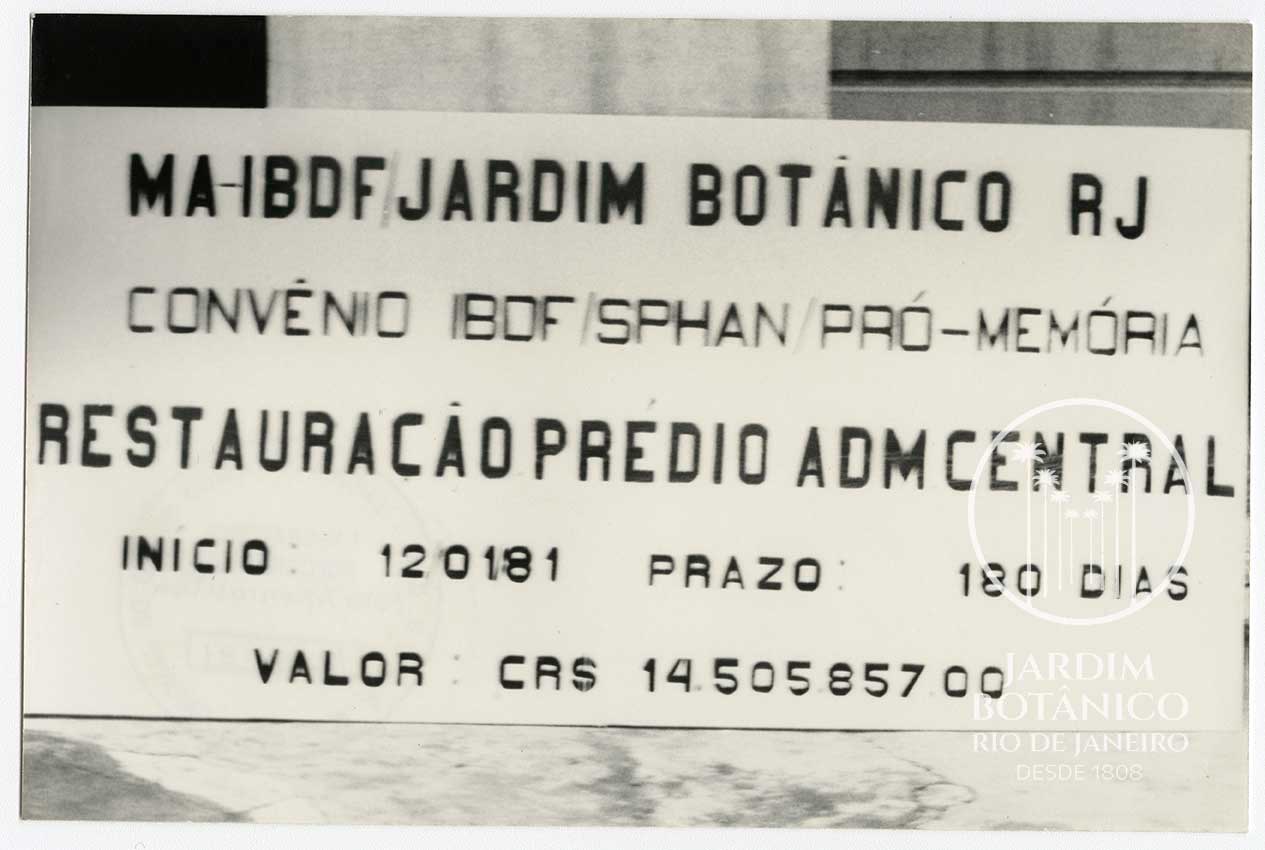 MA-IBDF/JARDIM BOTÂNICO RJ
CONVÊNIO IBDF/SPHAN/PRÓ-MEMÓRIA
RESTAURAÇÃO PRÉDIO ADM CENTRAL
INÍCIO: 12 01 81 PRAZO: 180 DIAS
VALOR: CR$ 14.505.857.00
JARDIM
BOTÂNICO
RIO DE JANEIRO
DESDE 1808